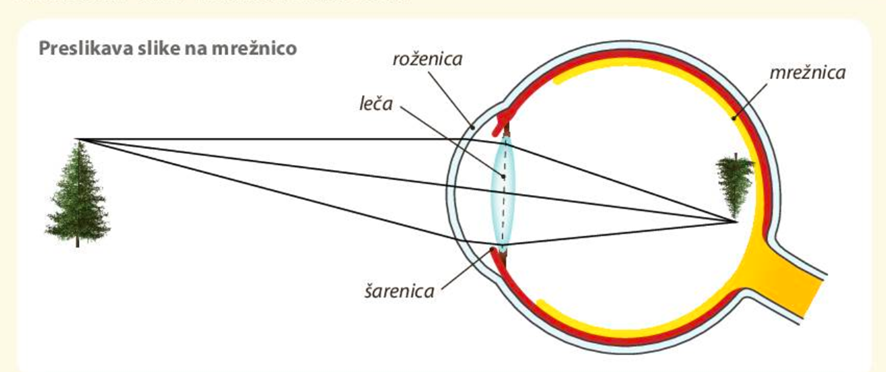 Preslikava slike na mrežnico
roženica
mrežnica
leča
šarenica